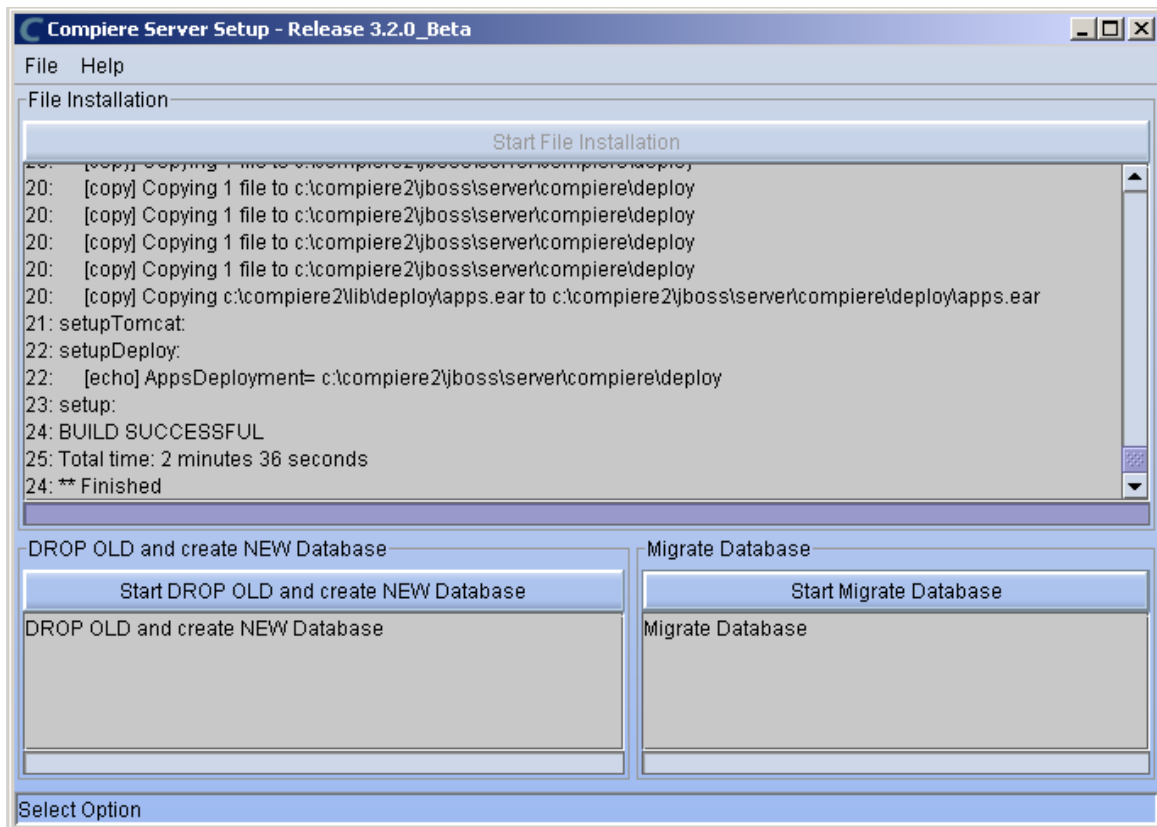 Compiere Server Setup - Release 3.2.0_Beta
File Help
File Installation
Start File Installation
20: [copy] Copying 1 file to c:\compiere2\jboss\server\compiere\deploy
20: [copy] Copying 1 file to c:\compiere2\jboss\server\compiere\deploy
20: [copy] Copying 1 file to c:\compiere2\jboss\server\compiere\deploy
20: [copy] Copying 1 file to c:\compiere2\jboss\server\compiere\deploy
20: [copy] Copying c:\compiere2\lib\deploy\apps.ear to c:\compiere2\jboss\server\compiere\deploy\apps.ear
21: setupTomcat:
22: setupDeploy:
22: [echo] AppsDeployment= c:\compiere2\jboss\server\compiere\deploy
23: setup:
24: BUILD SUCCESSFUL
25: Total time: 2 minutes 36 seconds
24: ** Finished
DROP OLD and create NEW Database
Start DROP OLD and create NEW Database
DROP OLD and create NEW Database
Migrate Database
Start Migrate Database
Migrate Database
Select Option